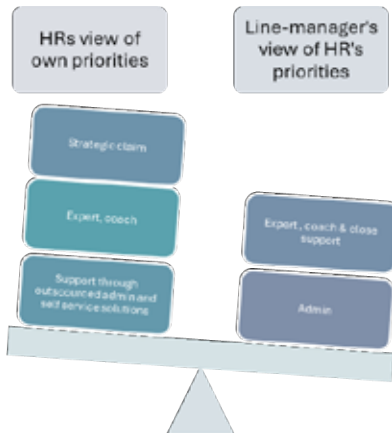 HRs view of
own priorities
Line-manager's
view of HR's
priorities
Strategic claim
Expert, coach
Support through
outsourced admin and
self service solutions
Expert, coach & close
support
Admin